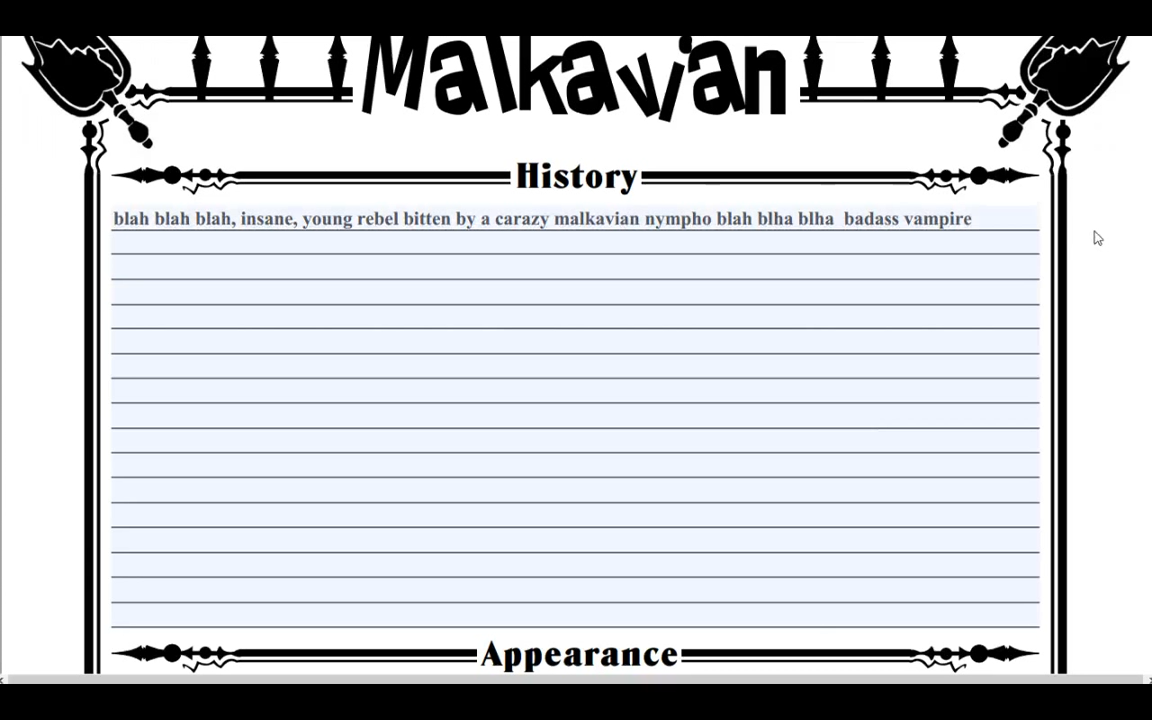 Malkavian
History
blah blah blah, insane, young rebel bitten by a carazy malkavian nympho blah blha blha  badass vampire
Appearance